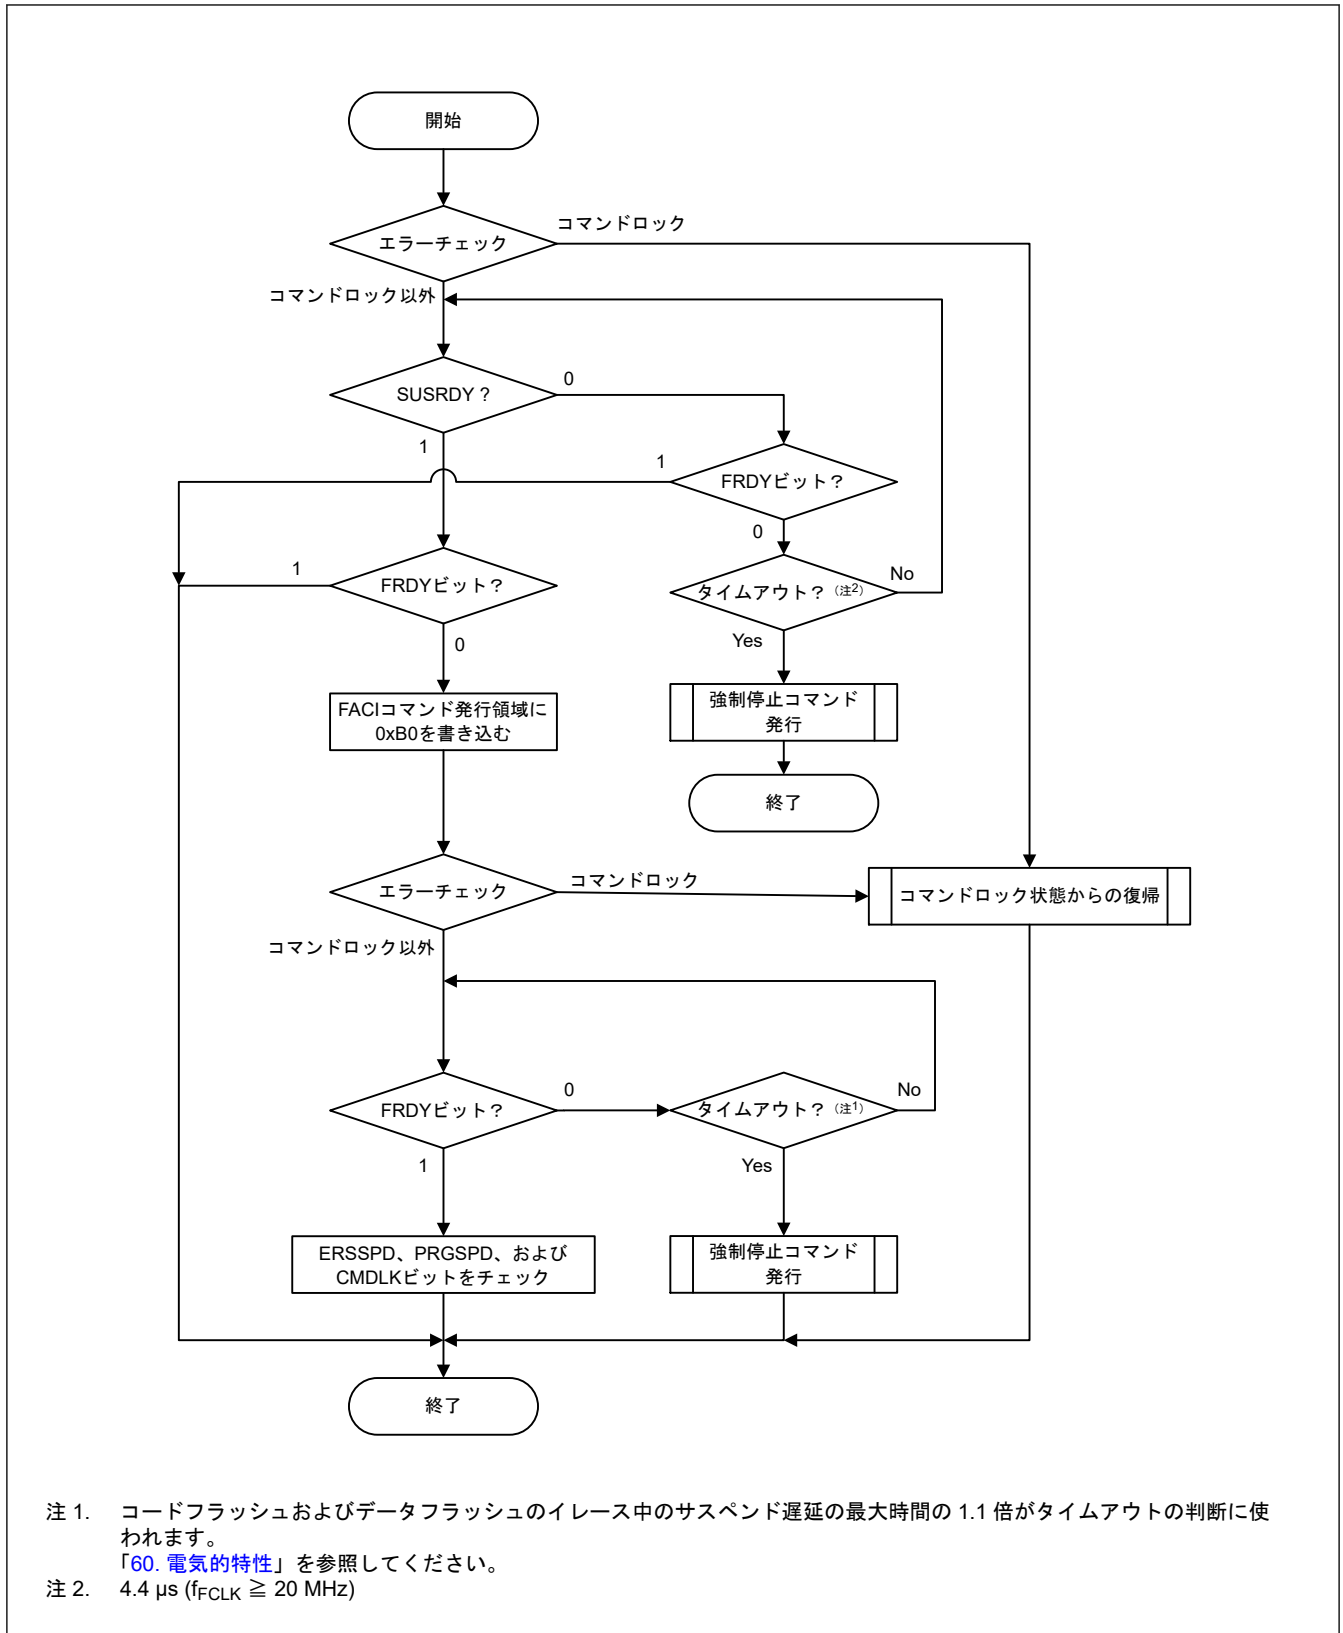 開始
エラーチェック
コマンドロック
コマンドロック以外
SUSRDY?
0
1
FRDYビット?
1
0
FRDYビット?
1
0
タイムアウト?(注2)
No
Yes
強制停止コマンド
発行
終了
FACIコマンド発行領域に
0xB0を書き込む
エラーチェック
コマンドロック
コマンドロック以外
コマンドロック状態からの復帰
FRDYビット?
0
1
タイムアウト?(注1)
No
Yes
ERSSPD、PRGSPD、および
CMDLKビットをチェック
強制停止コマンド
発行
終了
注 1. コードフラッシュおよびデータフラッシュのイレース中のサスペンド遅延の最大時間の 1.1 倍がタイムアウトの判断に使
われます。
「60. 電気的特性」を参照してください。
注 2. 4.4 µs (fFCLK ≧ 20 MHz)